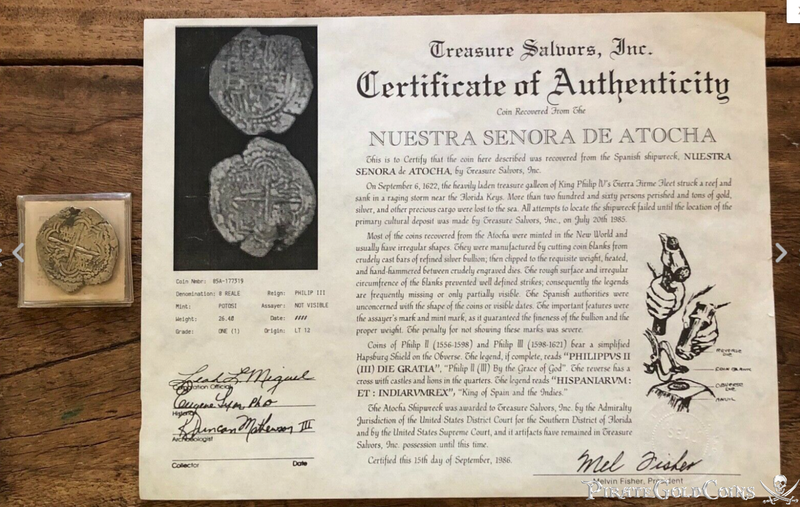 Treasure Salvors, Inc.
Certificate of Authenticity
Coin Recovered From The
NUESTRA SENORA DE ATOCHA
This is to Certify that the coin here described was recovered from the Spanish shipwreck, NUESTRA
SENORA de ATOCHA, by Treasure Salvors, Inc.
On September 6, 1622, the heavily laden treasure galleon of King Philip IV's Tierra Firme Fleet struck a reef and
sank in a raging storm near the Florida Keys. More than two hundred and sixty persons perished and tons of gold,
silver, and other precious cargo were lost to the sea. All attempts to locate the shipwreck failed until the location of the
primary cultural deposit was made by Treasure Salvors, Inc., on July 20th 1985.
Most of the coins recovered from the Atocha were minted in the New World and
usually have irregular shapes. They were manufactured by cutting coin blanks from
crudely cast bars of refined silver bullion; then clipped to the requisite weight, heated,
and hand-hammered between crudely engraved dies. The rough surface and irregular
circumfrence of the blanks prevented well defined strikes; consequently the legends
are frequently missing or only partially visible. The Spanish authorities were
unconcerned with the shape of the coins or visible dates. The important features were
the assayer's mark and mint mark, as it guaranteed the fineness of the bullion and the
proper weight. The penalty for not showing these marks was severe.
Coins of Philip II (1556-1598) and Philip III (1598-1621) bear a simplified
Hapsburg Shield on the Obverse. The legend, if complete, reads "PHILIPPVS II
(III) DIE GRATIA", "Philip II (III) By the Grace of God". The reverse has a
cross with castles and lions in the quarters. The legend reads "HISPANIARVM:
ET: INDIARVMREX", "King of Spain and the Indies."
The Atocha Shipwreck was awarded to Treasure Salvors, Inc. by the Admiralty
Jurisdiction of the United States District Court for the Southern District of Florida
and by the United States Supreme Court, and it artifacts have remained in Treasure
Salvors, Inc. possession until this time.
Certified this 15th day of September, 1986.
Mel Fisher
Melvin Fisher, President
Coin Nmbr: 85A-177319
Denomination: 8 REALE Reign: PHILIP III
Mint: POTOSI Assayer: NOT VISIBLE
Weight: 26.40 Date: ////
Grade: ONE (1) Origin: LT 12
Leah L Miguel
Corporation Official
Eugene Lyon PhD
Historian
R Duncan Mathewson III
Archaeologist
Collector Date
REVERSE DIE
COIN BLANK
OBVERSE DIE
ANVIL
PirateGoldCoins